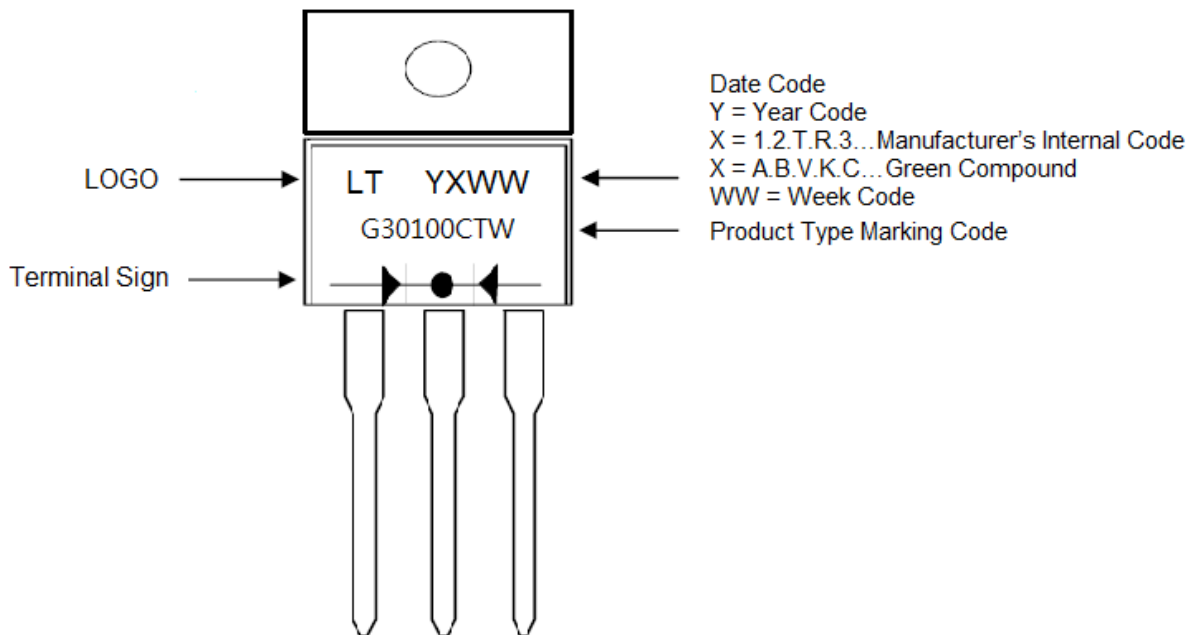 Date Code
Y = Year Code
X = 1.2.T.R.3...Manufacturer's Internal Code
X = A.B.V.K.C...Green Compound
WW = Week Code
LOGO
LT YXWW
G30100CTW
Product Type Marking Code
Terminal Sign